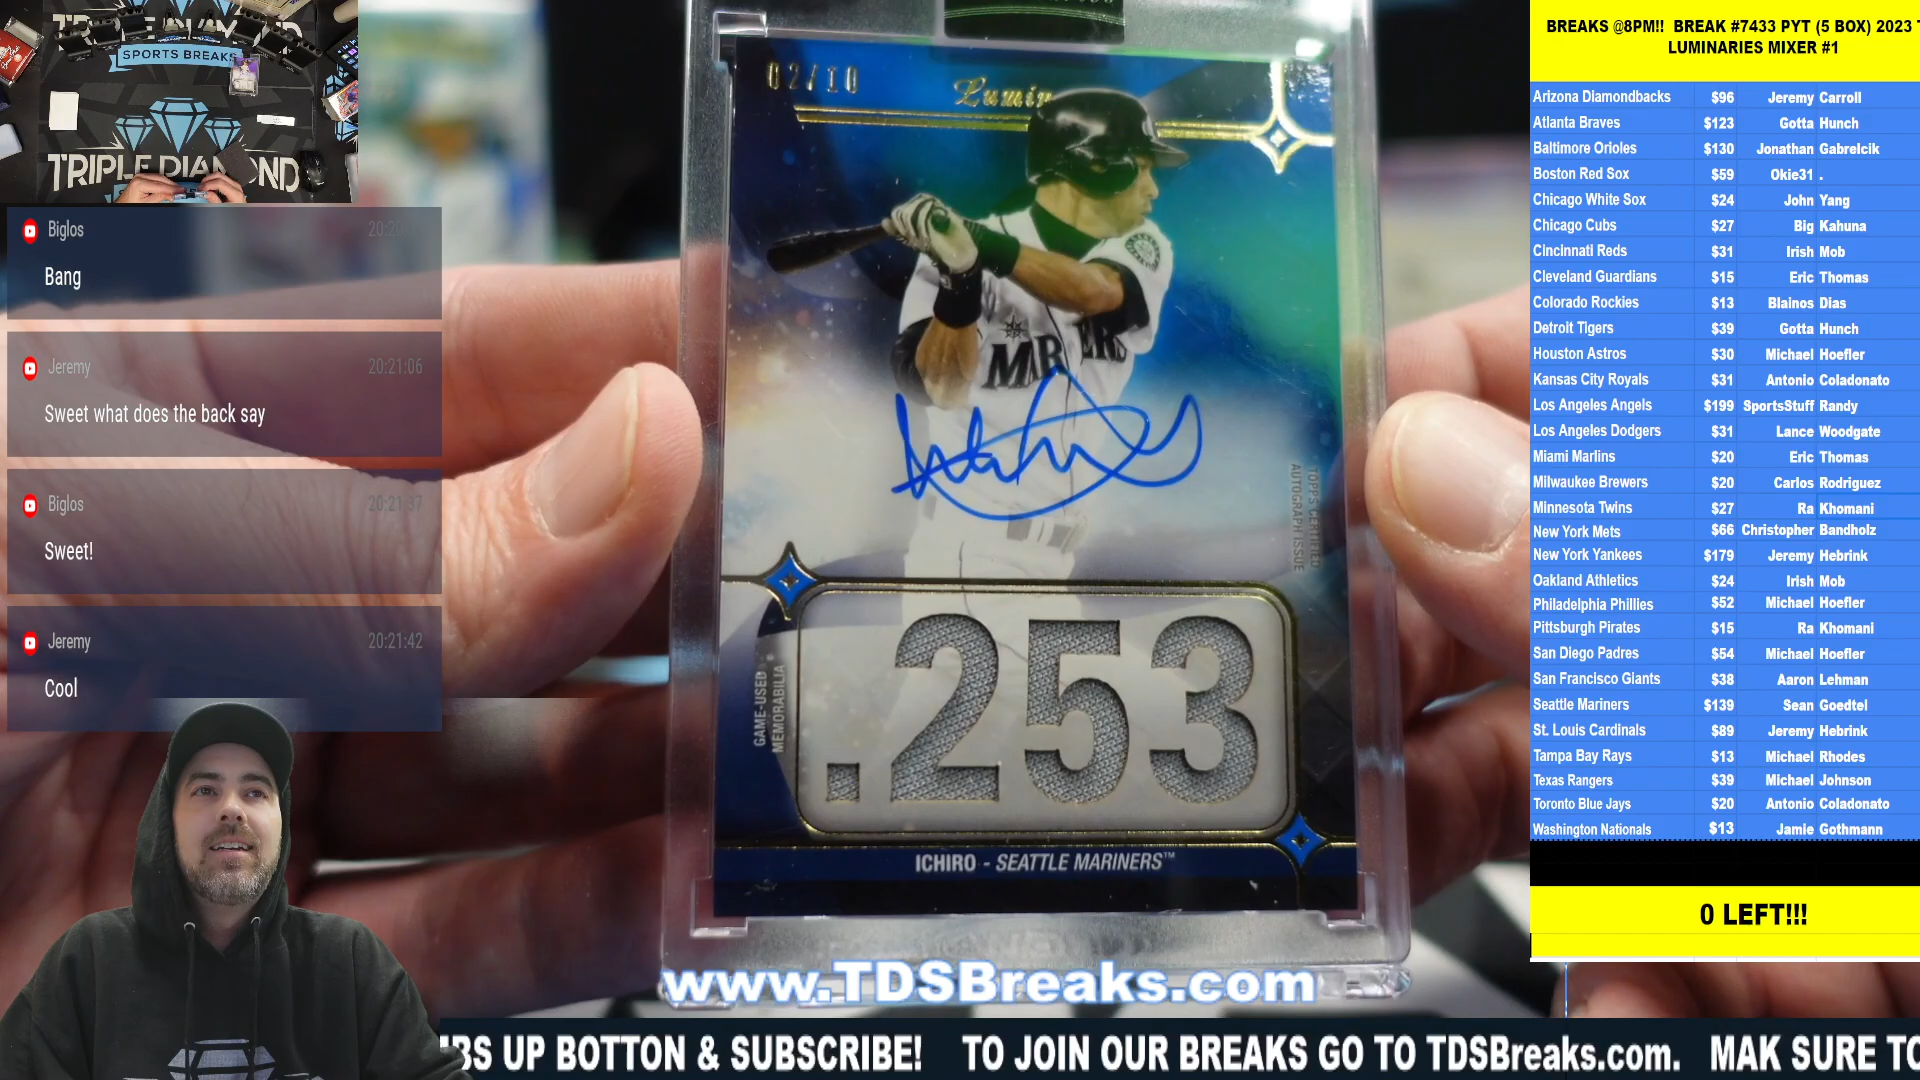 TRIPLE DIAMOND
SPORTS BREAKS
TRIPLE DIAMOND
Biglos
Bang
Jeremy 20:21:06
Sweet what does the back say
Biglos 20:21:37
Sweet!
Jeremy 20:21:42
Cool
02/10
Lumin
MARINERS
TOPPS CERTIFIED
AUTOGRAPH ISSUE
GAME-USED
MEMORABILIA
.253
ICHIRO - SEATTLE MARINERS™
www.TDSBreaks.com
BS UP BOTTON & SUBSCRIBE! TO JOIN OUR BREAKS GO TO TDSBreaks.com. MAK SURE TO
BREAKS @8PM!! BREAK #7433 PYT (5 BOX) 2023
LUMINARIES MIXER #1
Arizona Diamondbacks $96 Jeremy Carroll
Atlanta Braves $123 Gotta Hunch
Baltimore Orioles $130 Jonathan Gabrelcik
Boston Red Sox $59 Okie31 .
Chicago White Sox $24 John Yang
Chicago Cubs $27 Big Kahuna
Cincinnati Reds $31 Irish Mob
Cleveland Guardians $15 Eric Thomas
Colorado Rockies $13 Blainos Dias
Detroit Tigers $39 Gotta Hunch
Houston Astros $30 Michael Hoefler
Kansas City Royals $31 Antonio Coladonato
Los Angeles Angels $199 SportsStuff Randy
Los Angeles Dodgers $31 Lance Woodgate
Miami Marlins $20 Eric Thomas
Milwaukee Brewers $20 Carlos Rodriguez
Minnesota Twins $27 Ra Khomani
New York Mets $66 Christopher Bandholz
New York Yankees $179 Jeremy Hebrink
Oakland Athletics $24 Irish Mob
Philadelphia Phillies $52 Michael Hoefler
Pittsburgh Pirates $15 Ra Khomani
San Diego Padres $54 Michael Hoefler
San Francisco Giants $38 Aaron Lehman
Seattle Mariners $139 Sean Goedtel
St. Louis Cardinals $89 Jeremy Hebrink
Tampa Bay Rays $13 Michael Rhodes
Texas Rangers $39 Michael Johnson
Toronto Blue Jays $20 Antonio Coladonato
Washington Nationals $13 Jamie Gothmann
0 LEFT!!!